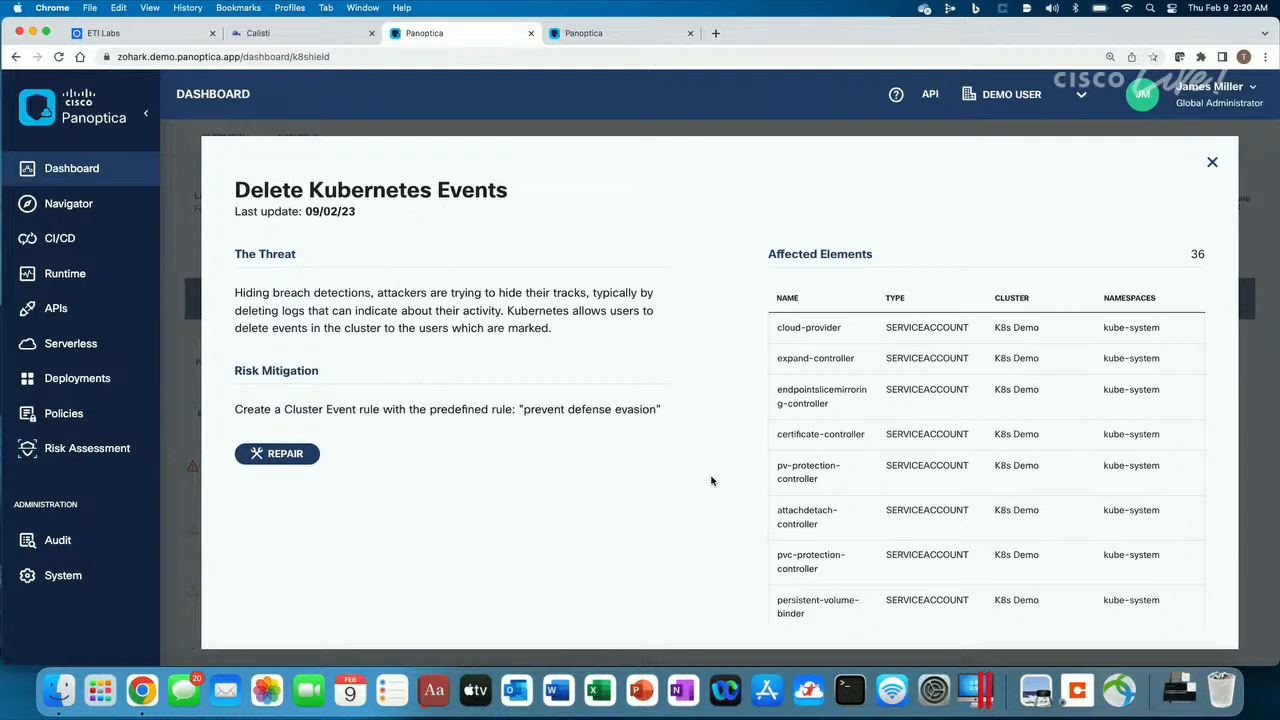 Chrome File Edit View History Bookmarks Profiles Tab Window Help Thu Feb 9 2:20 AM
ETI Labs Calisti Panoptica Panoptica
zohark.demo.panoptica.app/dashboard/k8shield
T
CISCO Live!
cisco
Panoptica
DASHBOARD
API
DEMO USER
JM
James Miller
Global Administrator
Dashboard
Navigator
CI/CD
Runtime
APIs
Serverless
Deployments
Policies
Risk Assessment
ADMINISTRATION
Audit
System
Delete Kubernetes Events
Last update: 09/02/23
The Threat
Hiding breach detections, attackers are trying to hide their tracks, typically by
deleting logs that can indicate about their activity. Kubernetes allows users to
delete events in the cluster to the users which are marked.
Risk Mitigation
Create a Cluster Event rule with the predefined rule: "prevent defense evasion"
REPAIR
Affected Elements 36
NAME TYPE CLUSTER NAMESPACES
cloud-provider SERVICEACCOUNT K8s Demo kube-system
expand-controller SERVICEACCOUNT K8s Demo kube-system
endpointslicemirrorin SERVICEACCOUNT K8s Demo kube-system
g-controller
certificate-controller SERVICEACCOUNT K8s Demo kube-system
pv-protection- SERVICEACCOUNT K8s Demo kube-system
controller
attachdetach- SERVICEACCOUNT K8s Demo kube-system
controller
pvc-protection- SERVICEACCOUNT K8s Demo kube-system
controller
persistent-volume- SERVICEACCOUNT K8s Demo kube-system
binder
20
FEB
9
Aa
tv